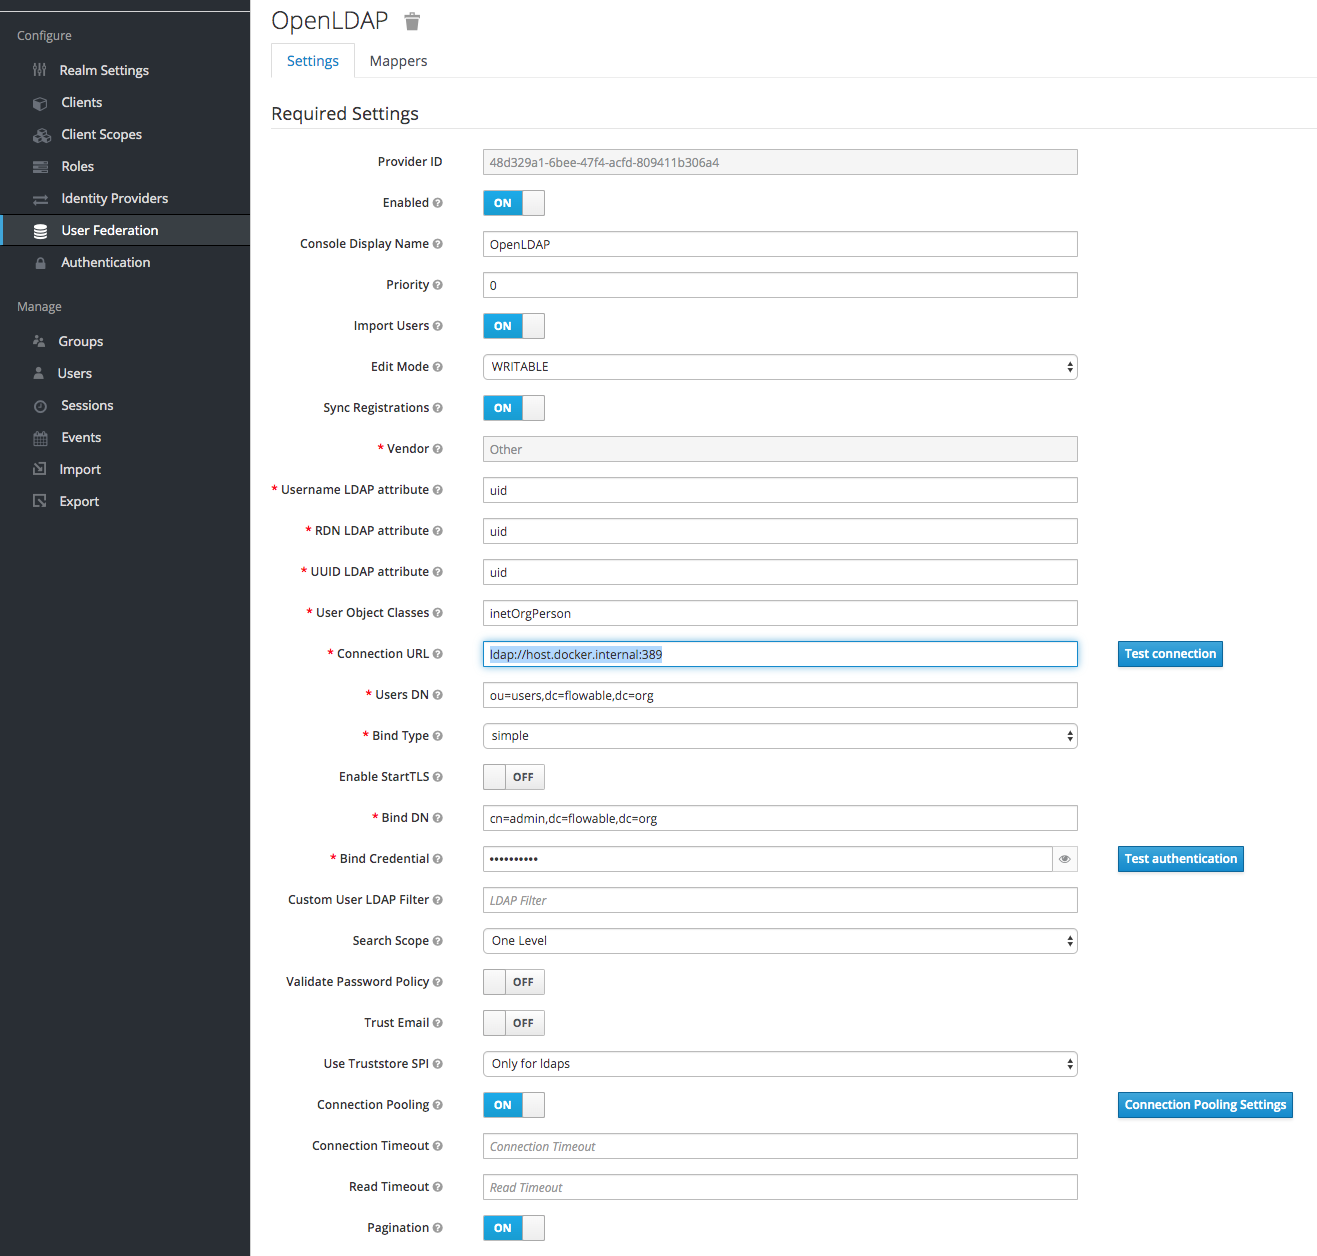 Configure
Realm Settings
Clients
Client Scopes
Roles
Identity Providers
User Federation
Authentication
Manage
Groups
Users
Sessions
Events
Import
Export
OpenLDAP
Settings Mappers
Required Settings
Provider ID 48d329a1-6bee-47f4-acfd-809411b306a4
Enabled ON
Console Display Name OpenLDAP
Priority 0
Import Users ON
Edit Mode WRITABLE
Sync Registrations ON
* Vendor Other
* Username LDAP attribute uid
* RDN LDAP attribute uid
* UUID LDAP attribute uid
* User Object Classes inetOrgPerson
* Connection URL ldap://host.docker.internal:389 Test connection
* Users DN ou=users,dc=flowable,dc=org
* Bind Type simple
Enable StartTLS OFF
* Bind DN cn=admin,dc=flowable,dc=org
* Bind Credential •••••••••• Test authentication
Custom User LDAP Filter LDAP Filter
Search Scope One Level
Validate Password Policy OFF
Trust Email OFF
Use Truststore SPI Only for ldaps
Connection Pooling ON Connection Pooling Settings
Connection Timeout Connection Timeout
Read Timeout Read Timeout
Pagination ON